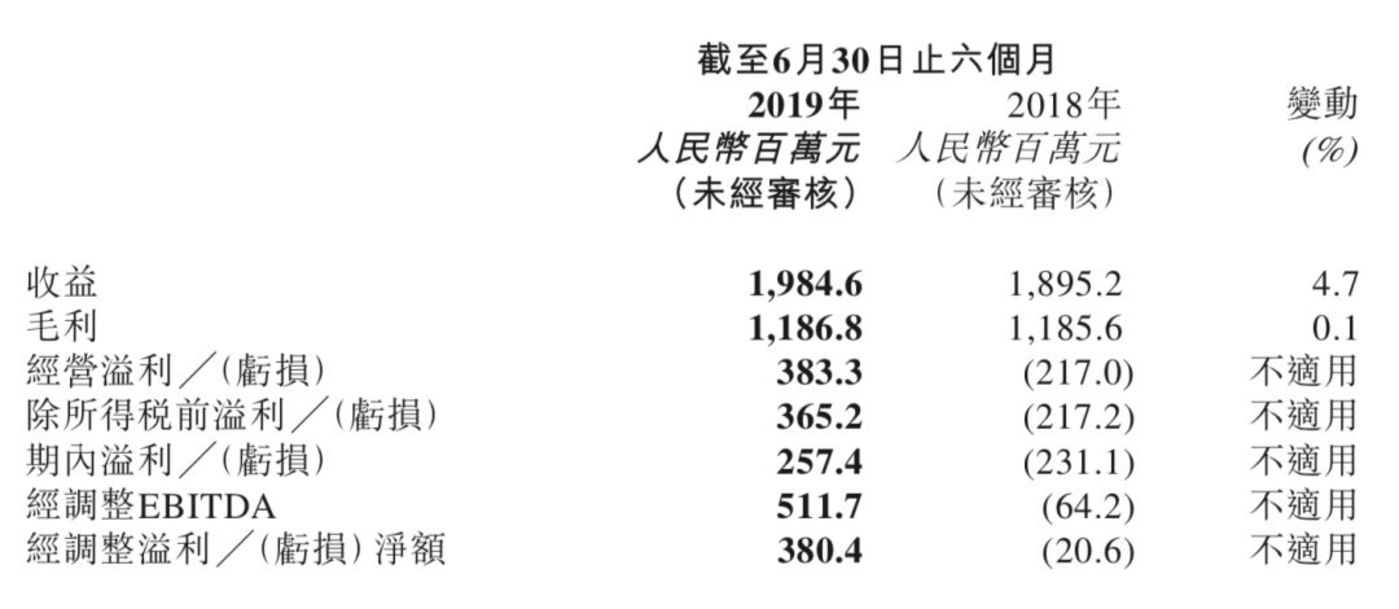 截至6月30日止六個月
2019年 2018年 變動
人民幣百萬元 人民幣百萬元 (%)
（未經審核） （未經審核）
收益 1,984.6 1,895.2 4.7
毛利 1,186.8 1,185.6 0.1
經營溢利／(虧損) 383.3 (217.0) 不適用
除所得税前溢利／(虧損) 365.2 (217.2) 不適用
期內溢利／(虧損) 257.4 (231.1) 不適用
經調整EBITDA 511.7 (64.2) 不適用
經調整溢利／(虧損) 淨額 380.4 (20.6) 不適用